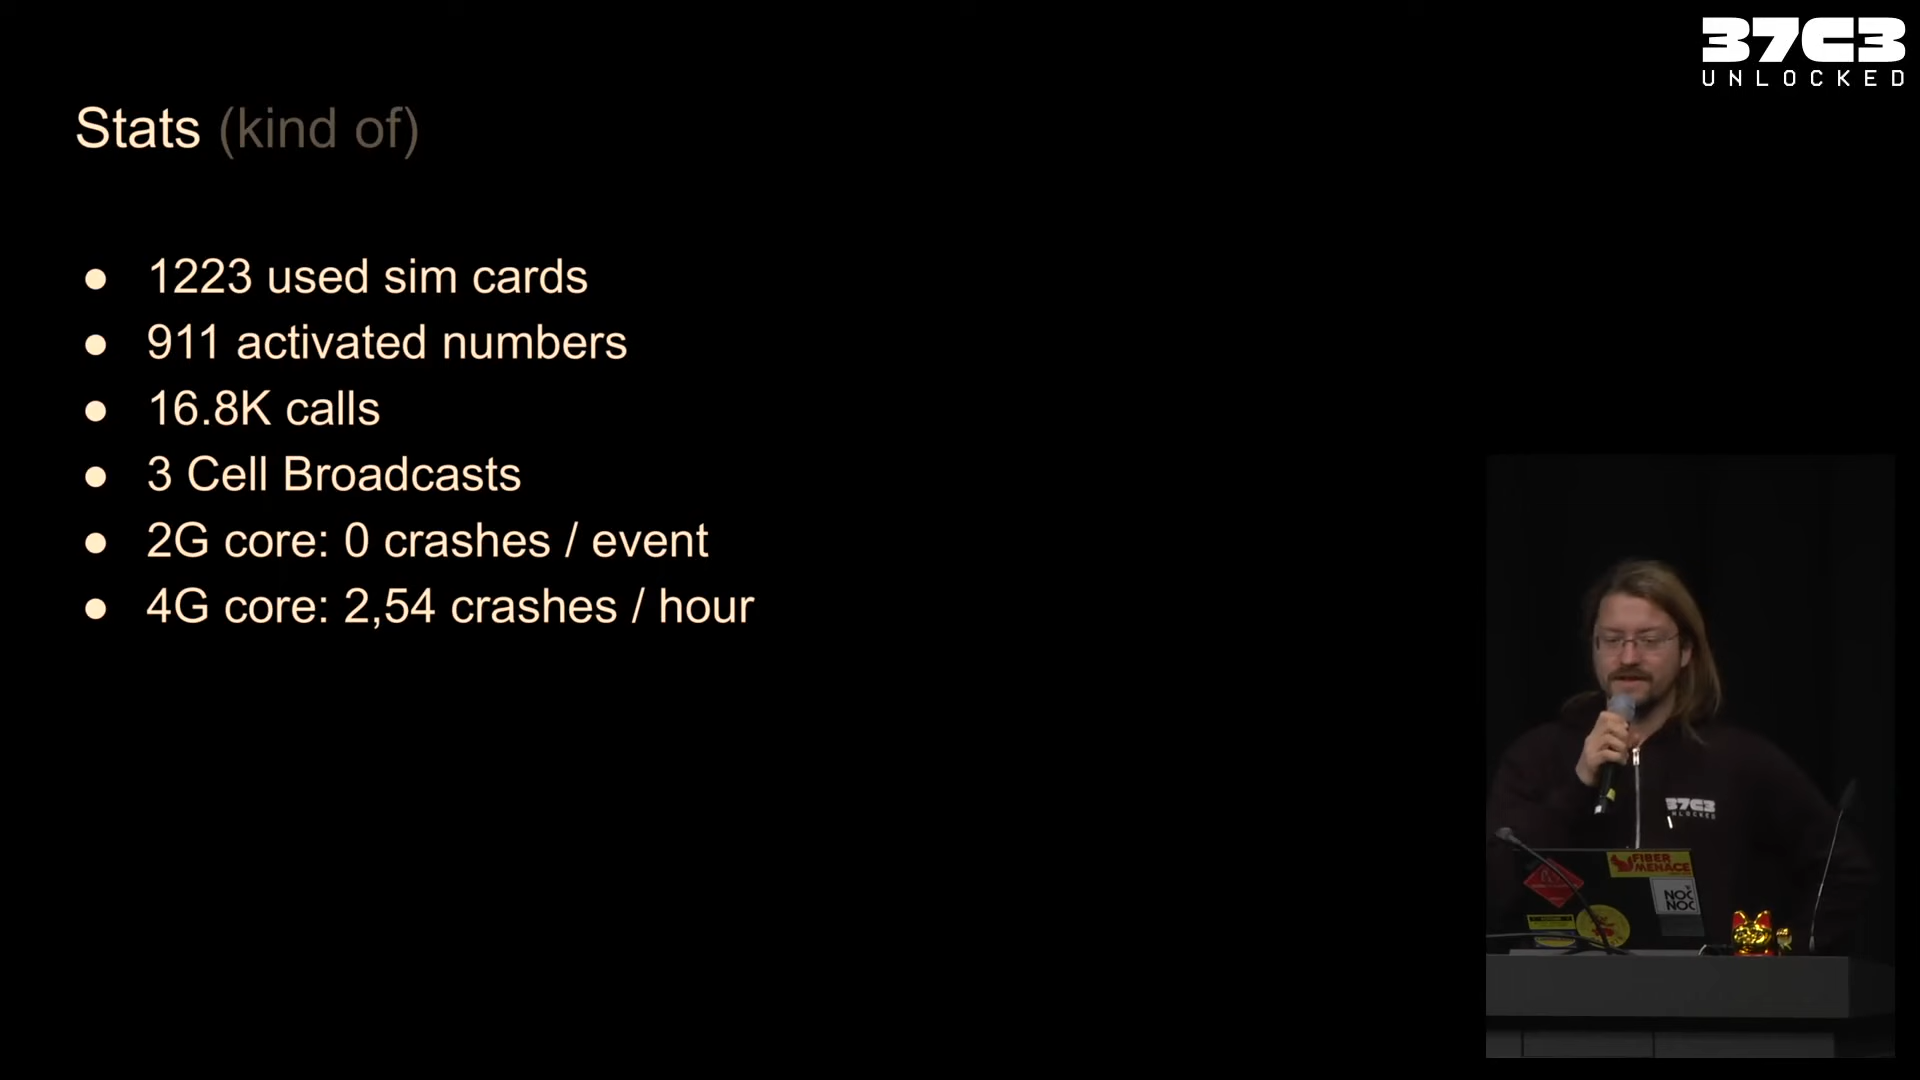 37C3
UNLOCKED
Stats (kind of)
● 1223 used sim cards
● 911 activated numbers
● 16.8K calls
● 3 Cell Broadcasts
● 2G core: 0 crashes / event
● 4G core: 2,54 crashes / hour
37C3
UNLOCKED
FIBER
MENACE
NOC
NOC